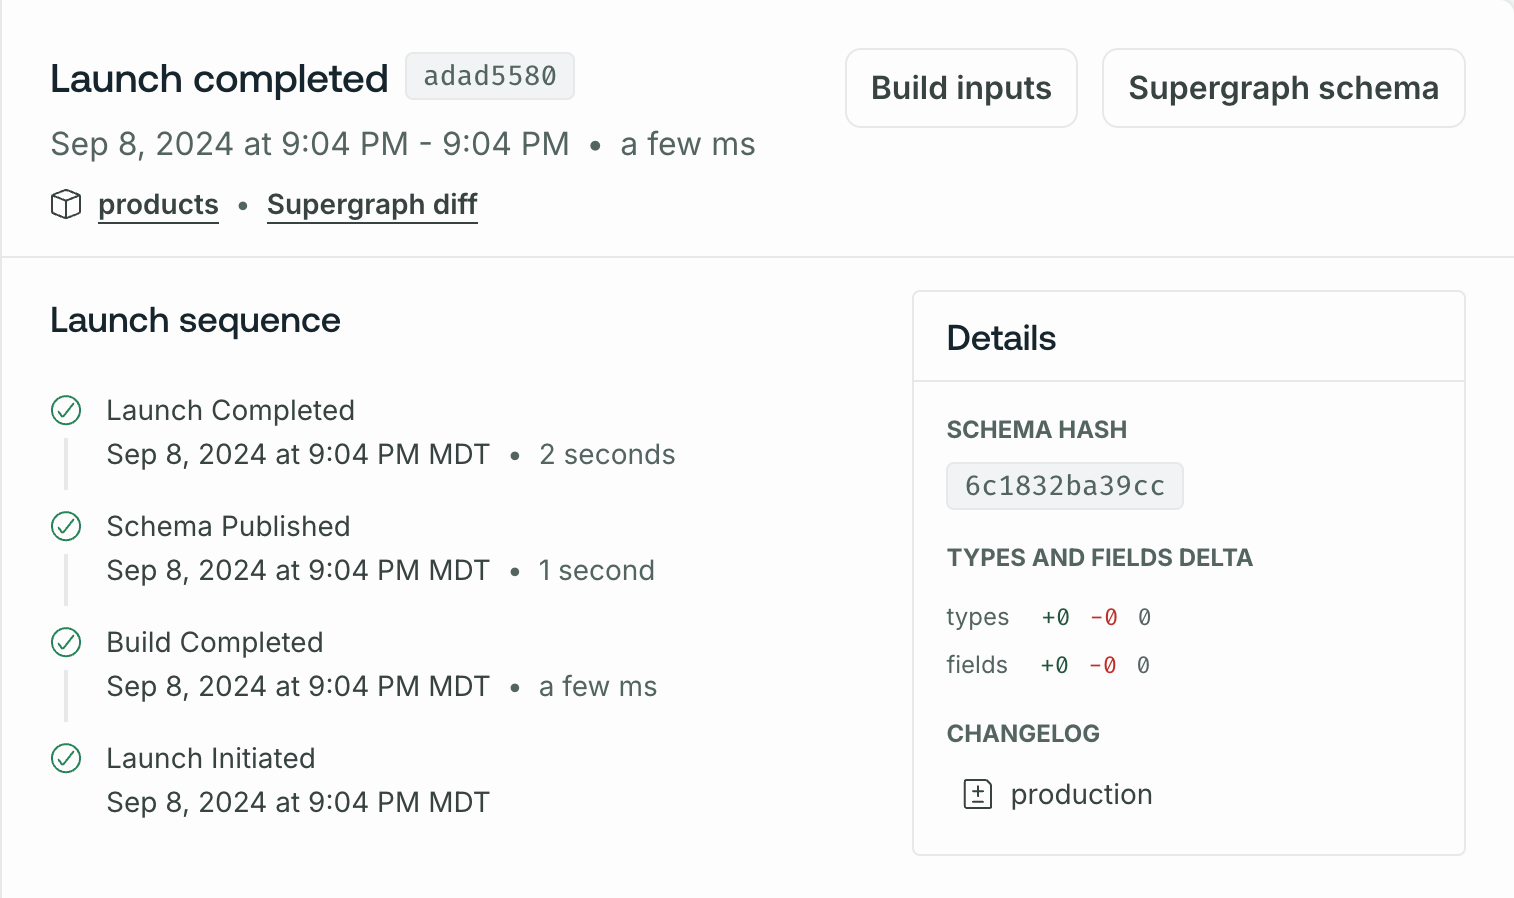 Launch completed adad5580
Build inputs
Supergraph schema
Sep 8, 2024 at 9:04 PM - 9:04 PM • a few ms
products • Supergraph diff
Launch sequence
Launch Completed
Sep 8, 2024 at 9:04 PM MDT • 2 seconds
Schema Published
Sep 8, 2024 at 9:04 PM MDT • 1 second
Build Completed
Sep 8, 2024 at 9:04 PM MDT • a few ms
Launch Initiated
Sep 8, 2024 at 9:04 PM MDT
Details
SCHEMA HASH
6c1832ba39cc
TYPES AND FIELDS DELTA
types +0 -0 0
fields +0 -0 0
CHANGELOG
production